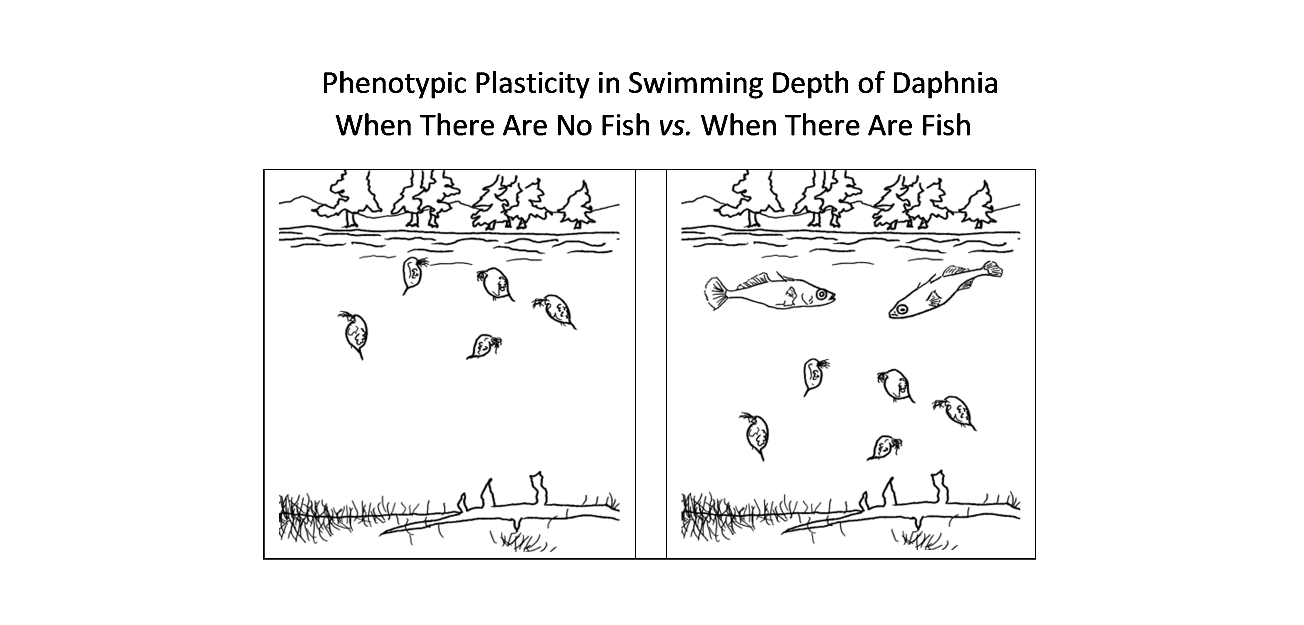 Phenotypic Plasticity in Swimming Depth of Daphnia
When There Are No Fish vs. When There Are Fish